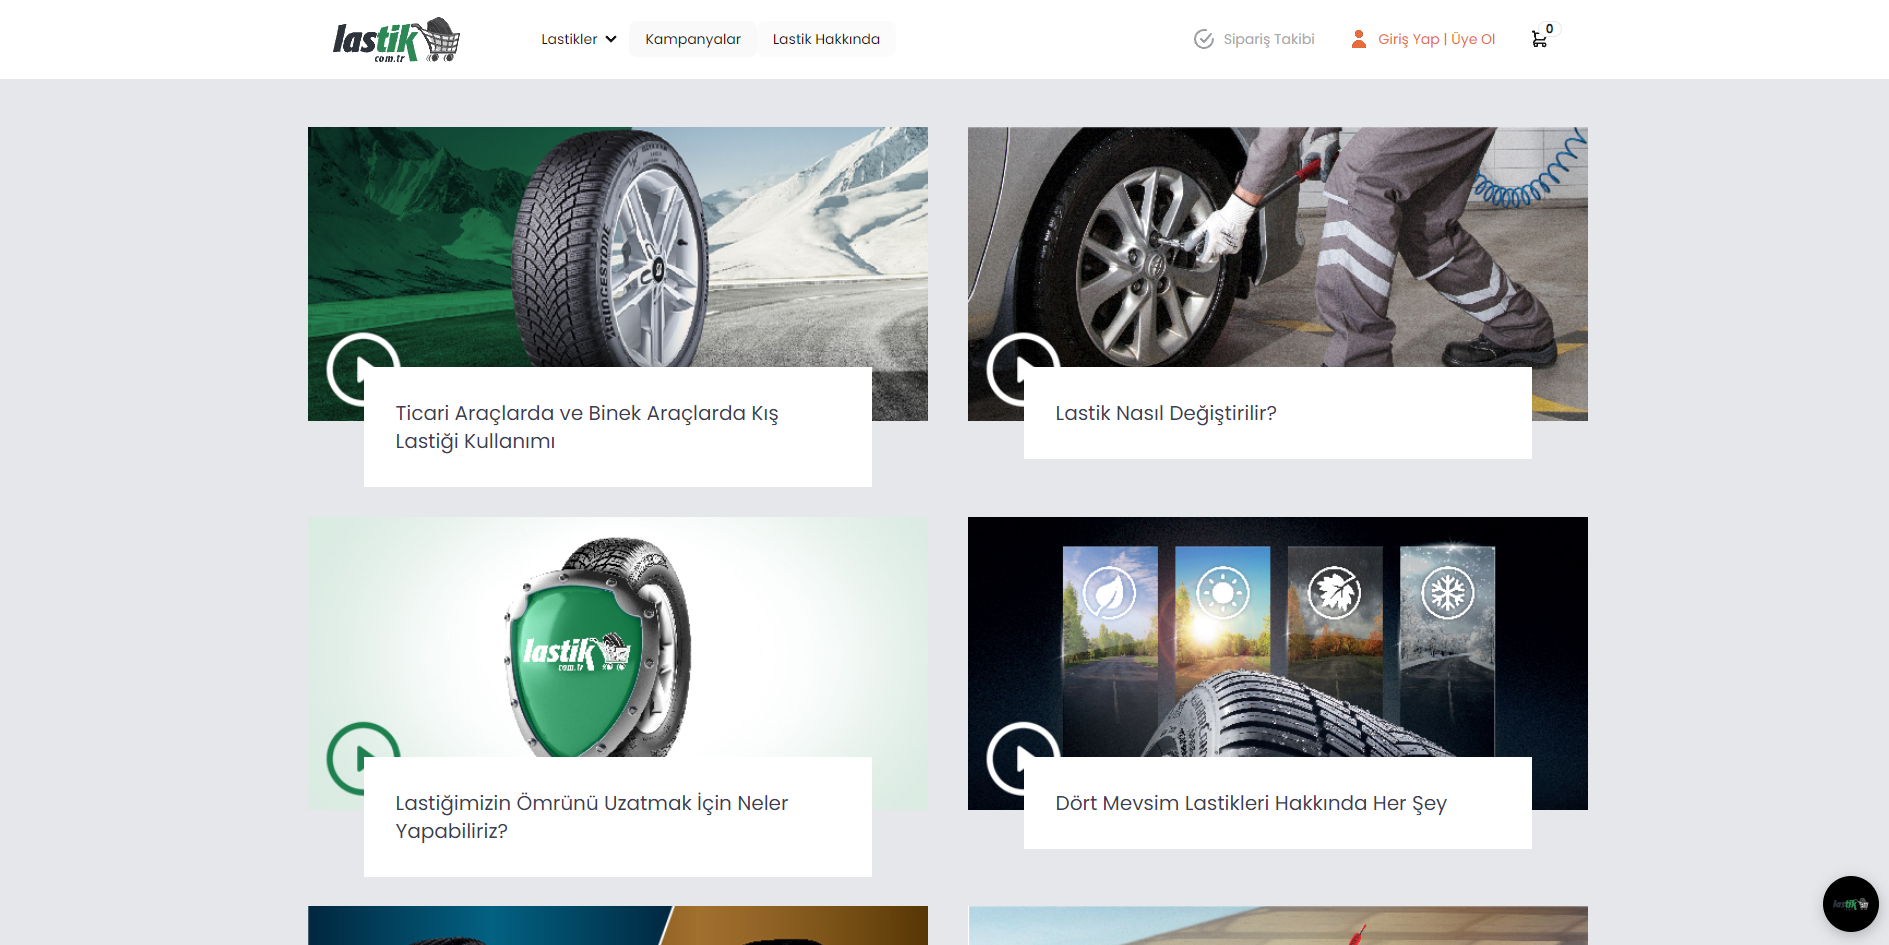 lastik
com.tr
Lastikler
Kampanyalar
Lastik Hakkında
Sipariş Takibi
Giriş Yap | Üye Ol
0
BRIDGESTONE
Ticari Araçlarda ve Binek Araçlarda Kış
Lastiği Kullanımı
Lastik Nasıl Değiştirilir?
lastik
com.tr
Lastiğimizin Ömrünü Uzatmak İçin Neler
Yapabiliriz?
Dört Mevsim Lastikleri Hakkında Her Şey
lastik